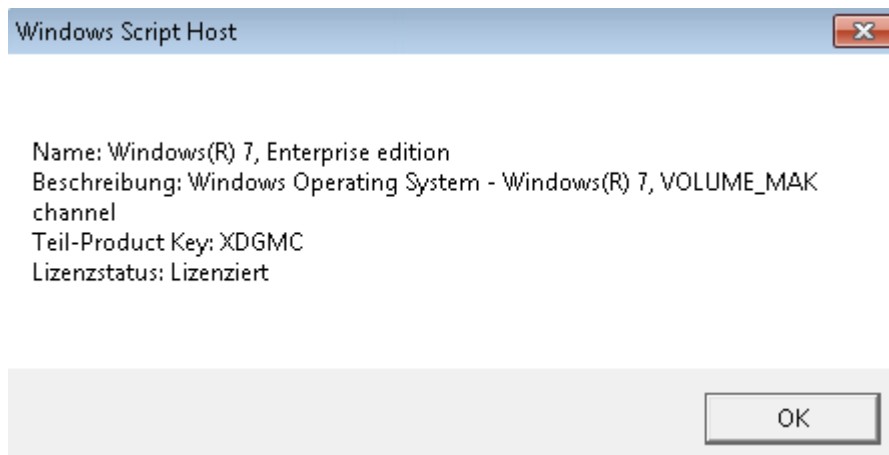 Windows Script Host
Name: Windows(R) 7, Enterprise edition
Beschreibung: Windows Operating System - Windows(R) 7, VOLUME_MAK
channel
Teil-Product Key: XDGMC
Lizenzstatus: Lizenziert
OK